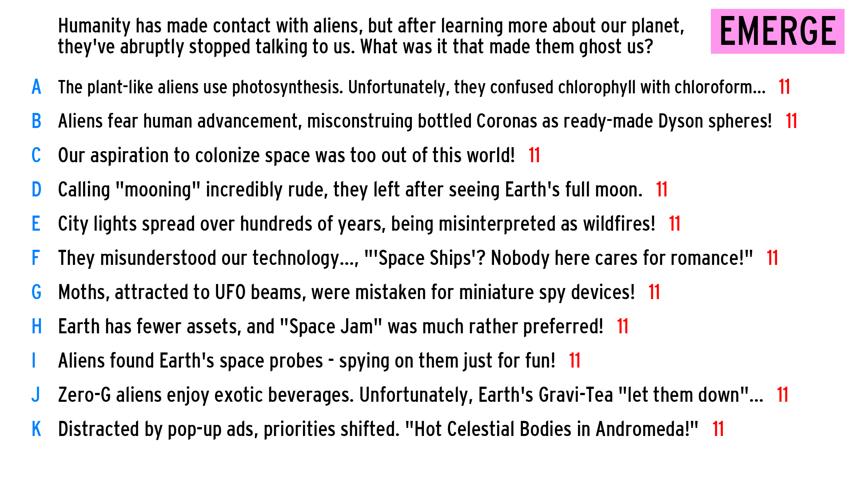 Humanity has made contact with aliens, but after learning more about our planet,
they've abruptly stopped talking to us. What was it that made them ghost us?
EMERGE
A The plant-like aliens use photosynthesis. Unfortunately, they confused chlorophyll with chloroform... 11
B Aliens fear human advancement, misconstruing bottled Coronas as ready-made Dyson spheres! 11
C Our aspiration to colonize space was too out of this world! 11
D Calling "mooning" incredibly rude, they left after seeing Earth's full moon. 11
E City lights spread over hundreds of years, being misinterpreted as wildfires! 11
F They misunderstood our technology..., "'Space Ships'? Nobody here cares for romance!" 11
G Moths, attracted to UFO beams, were mistaken for miniature spy devices! 11
H Earth has fewer assets, and "Space Jam" was much rather preferred! 11
I Aliens found Earth's space probes - spying on them just for fun! 11
J Zero-G aliens enjoy exotic beverages. Unfortunately, Earth's Gravi-Tea "let them down"... 11
K Distracted by pop-up ads, priorities shifted. "Hot Celestial Bodies in Andromeda!" 11